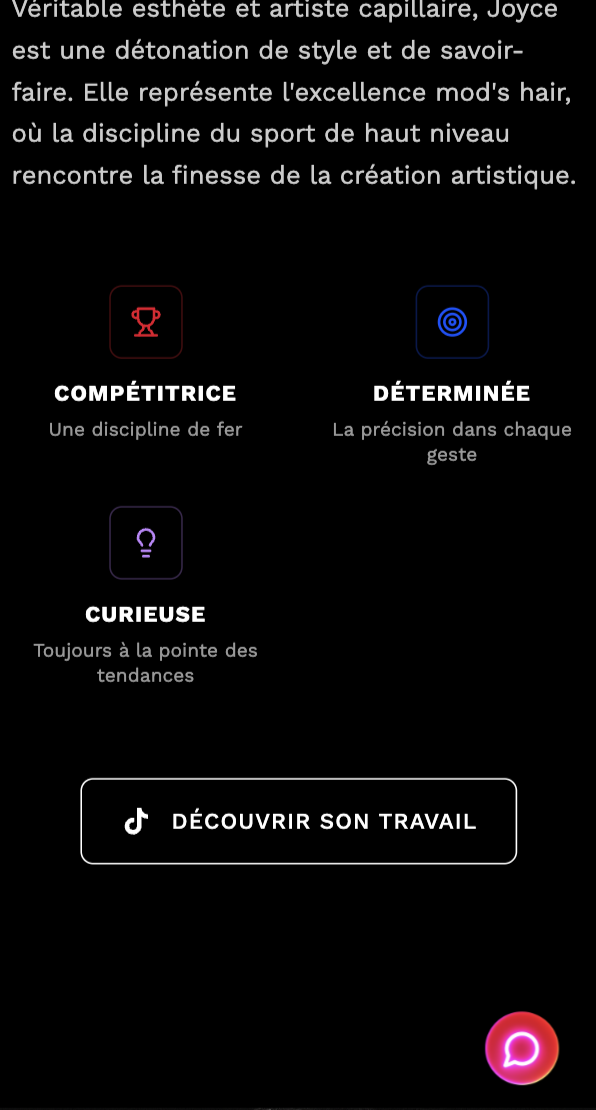 Véritable esthète et artiste capillaire, Joyce
est une détonation de style et de savoir-
faire. Elle représente l'excellence mod's hair,
où la discipline du sport de haut niveau
rencontre la finesse de la création artistique.
COMPÉTITRICE
Une discipline de fer
DÉTERMINÉE
La précision dans chaque
geste
CURIEUSE
Toujours à la pointe des
tendances
DÉCOUVRIR SON TRAVAIL